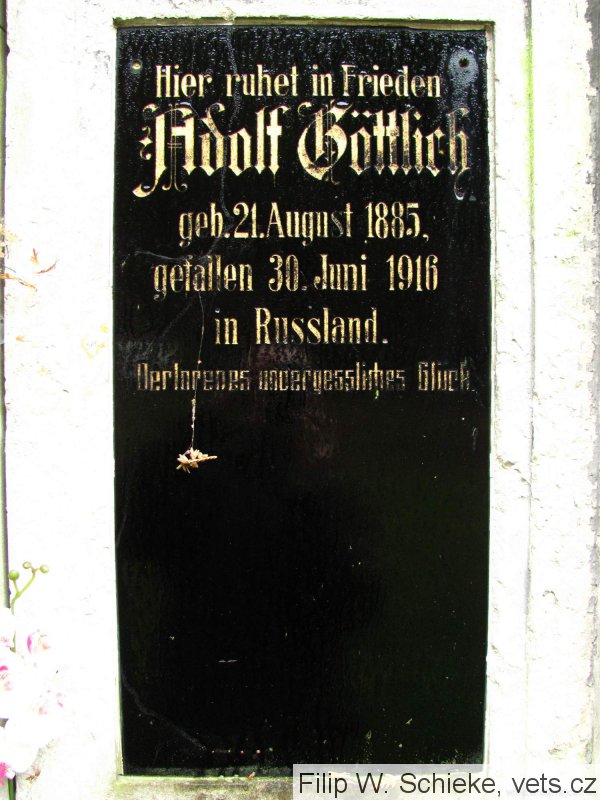 Hier ruhet in Frieden
Adolf Göttlich
geb. 21. August 1885,
gefallen 30. Juni 1916
in Russland.
Verlorenes unvergessliches Glück.
Filip W. Schieke, vets.cz